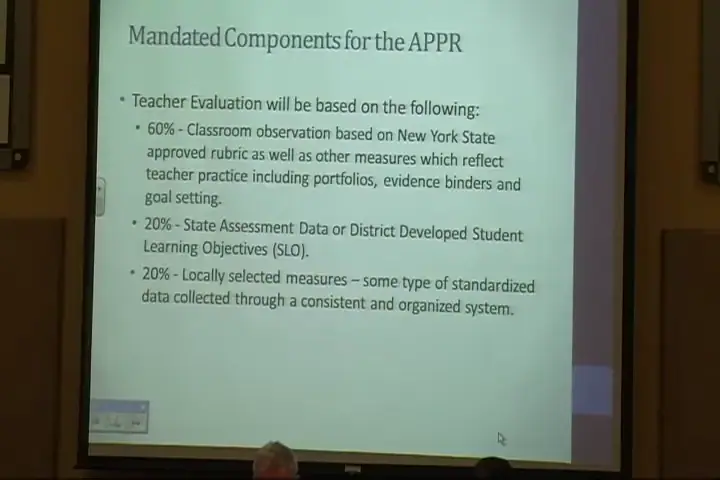 Mandated Components for the APPR
• Teacher Evaluation will be based on the following:
• 60% - Classroom observation based on New York State
approved rubric as well as other measures which reflect
teacher practice including portfolios, evidence binders and
goal setting.
• 20% - State Assessment Data or District Developed Student
Learning Objectives (SLO).
• 20% - Locally selected measures – some type of standardized
data collected through a consistent and organized system.